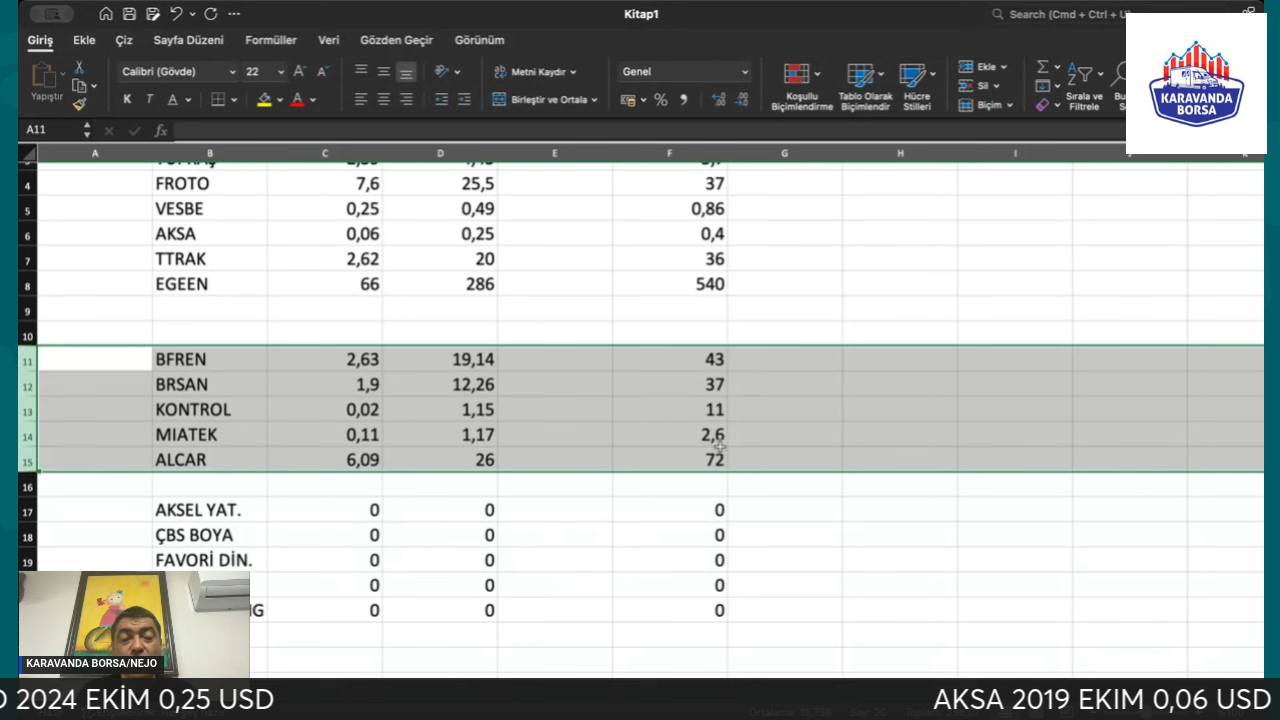 Kitap1
Search (Cmd + Ctrl + U)
Giriş Ekle Çiz Sayfa Düzeni Formüller Veri Gözden Geçir Görünüm
Yapıştır
Calibri (Gövde) 22 A A
Metni Kaydır
Genel
K T A
Birleştir ve Ortala
Koşullu Biçimlendirme
Tablo Olarak Biçimlendir
Hücre Stilleri
Ekle
Sil
Biçim
Sırala ve Filtrele
KARAVANDA
BORSA
A11 fx
A B C D E F G H I
4 FROTO 7,6 25,5 37
5 VESBE 0,25 0,49 0,86
6 AKSA 0,06 0,25 0,4
7 TTRAK 2,62 20 36
8 EGEEN 66 286 540
9
10
11 BFREN 2,63 19,14 43
12 BRSAN 1,9 12,26 37
13 KONTROL 0,02 1,15 11
14 MIATEK 0,11 1,17 2,6
15 ALCAR 6,09 26 72
16
17 AKSEL YAT. 0 0 0
18 ÇBS BOYA 0 0 0
19 FAVORİ DİN. 0 0 0
0 0 0
G 0 0 0
KARAVANDA BORSA/NEJO
D 2024 EKİM 0,25 USD
AKSA 2019 EKIM 0,06 USD